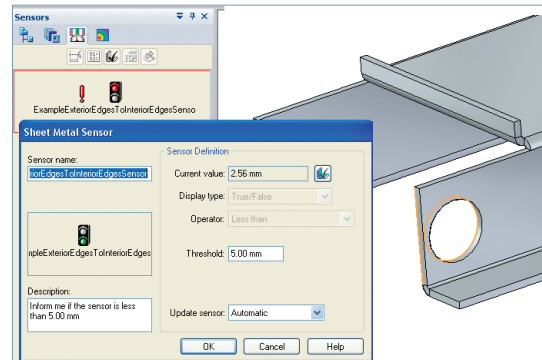 Sensors
ExampleExteriorEdgesToInteriorEdgesSenso
Sheet Metal Sensor
Sensor name:
riorEdgesToInteriorEdgesSensor
mpleExteriorEdgesToInteriorEdges
Description:
Inform me if the sensor is less
than 5.00 mm
Sensor Definition
Current value: 2.56 mm
Display type: True/False
Operator: Less than
Threshold: 5.00 mm
Update sensor: Automatic
OK Cancel Help